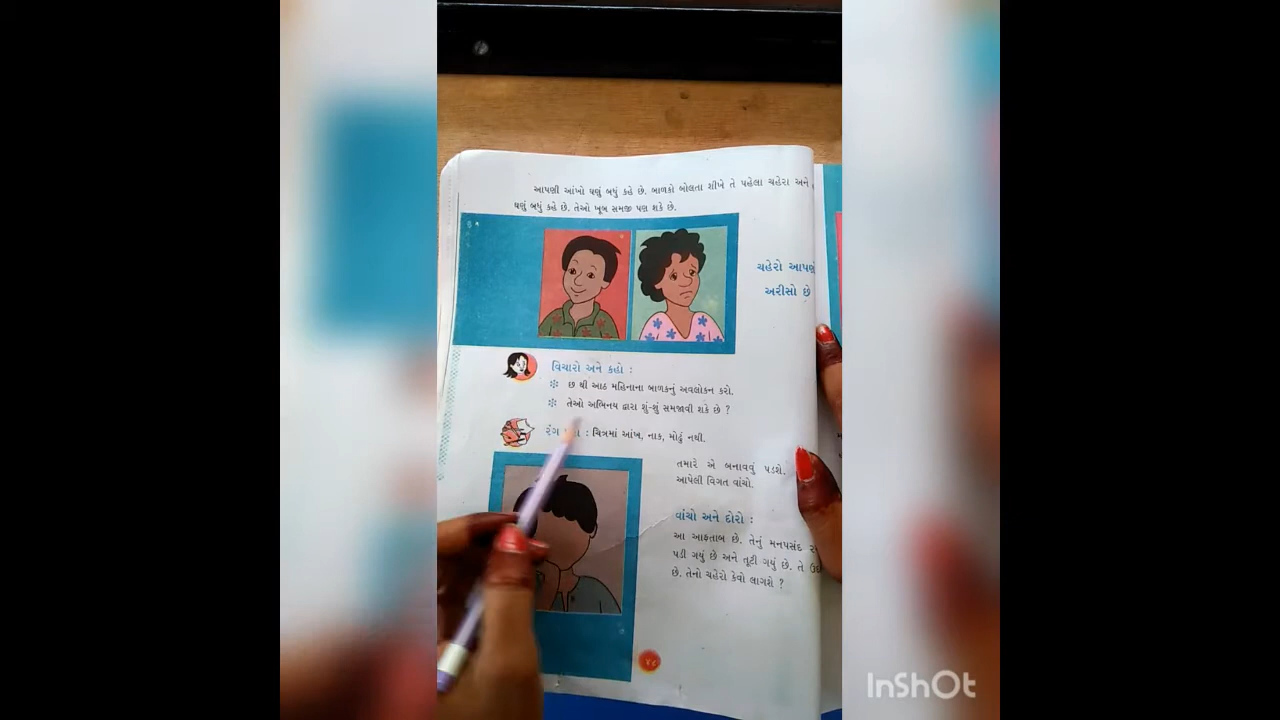 આપણી આંખો ઘણું બધું કહે છે. બાળકો બોલતા શીખે તે પહેલા ચહેરા અને
ઘણું બધું કહે છે. તેઓ ખૂબ સમજી પણ શકે છે.
ચહેરો આપણો
અરીસો છે
વિચારો અને કહો :
છ થી આઠ મહિનાના બાળકનું અવલોકન કરો.
તેઓ અભિનય દ્વારા શું-શું સમજાવી શકે છે ?
રંગ : ચિત્રમાં આંખ, નાક, મોઢું નથી.
તમારે એ બનાવવું પડશે.
આપેલી વિગત વાંચો.
વાંચો અને દોરો :
આ આફતાબ છે. તેનું મનપસંદ
પડી ગયું છે અને તૂટી ગયું છે. તે
છે. તેનો ચહેરો કેવો લાગશે ?
૪૮
InShOt